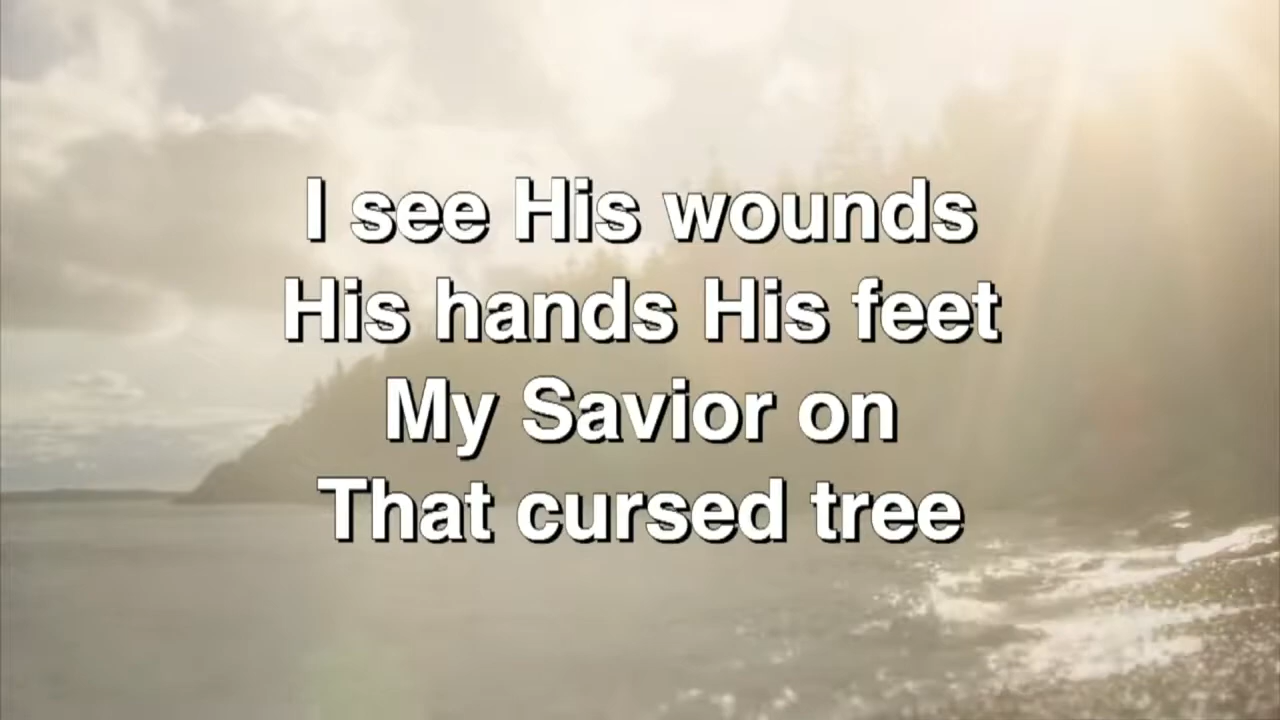 I see His wounds
His hands His feet
My Savior on
That cursed tree